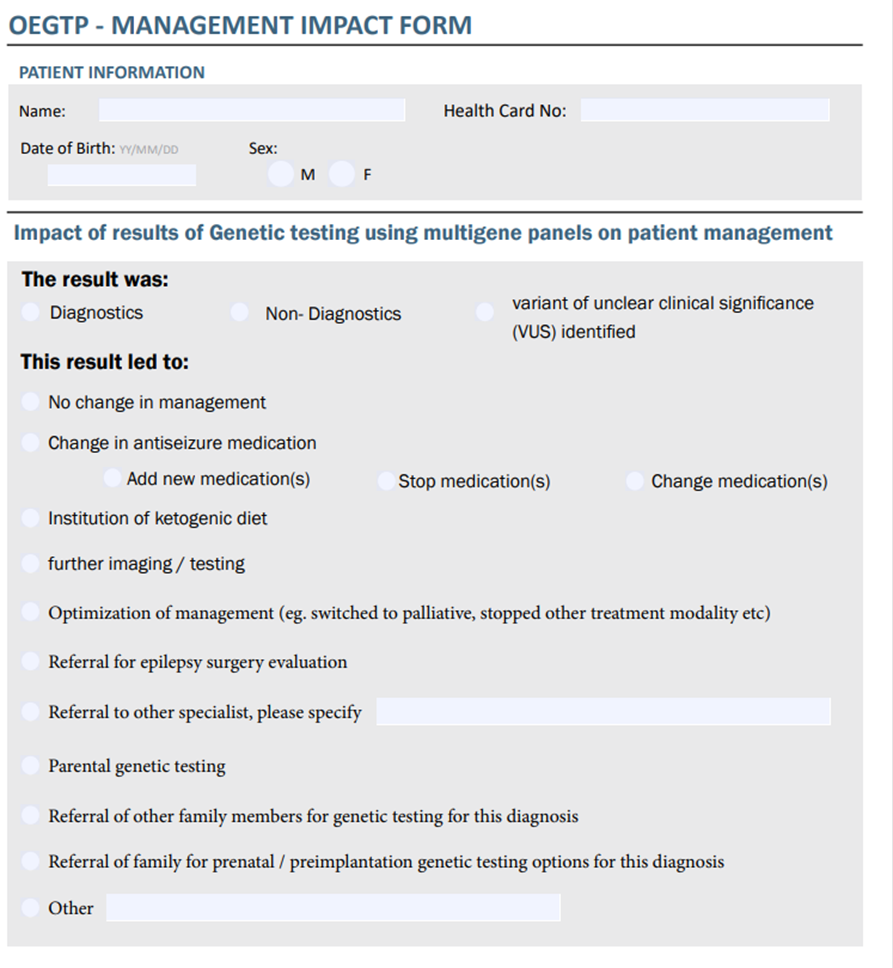 OEGTP - MANAGEMENT IMPACT FORM
PATIENT INFORMATION
Name: Health Card No:
Date of Birth: YY/MM/DD Sex:
M F
Impact of results of Genetic testing using multigene panels on patient management
The result was:
Diagnostics Non- Diagnostics variant of unclear clinical significance
(VUS) identified
This result led to:
No change in management
Change in antiseizure medication
Add new medication(s) Stop medication(s) Change medication(s)
Institution of ketogenic diet
further imaging / testing
Optimization of management (eg. switched to palliative, stopped other treatment modality etc)
Referral for epilepsy surgery evaluation
Referral to other specialist, please specify
Parental genetic testing
Referral of other family members for genetic testing for this diagnosis
Referral of family for prenatal / preimplantation genetic testing options for this diagnosis
Other